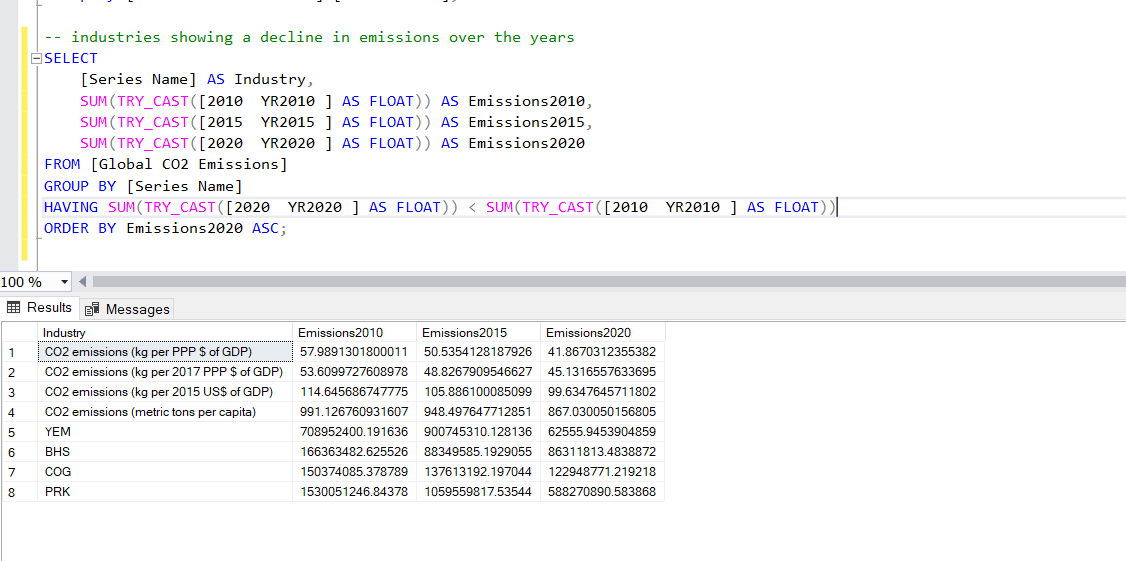 -- industries showing a decline in emissions over the years
SELECT
[Series Name] AS Industry,
SUM(TRY_CAST([2010  YR2010 ] AS FLOAT)) AS Emissions2010,
SUM(TRY_CAST([2015  YR2015 ] AS FLOAT)) AS Emissions2015,
SUM(TRY_CAST([2020  YR2020 ] AS FLOAT)) AS Emissions2020
FROM [Global CO2 Emissions]
GROUP BY [Series Name]
HAVING SUM(TRY_CAST([2020  YR2020 ] AS FLOAT)) < SUM(TRY_CAST([2010  YR2010 ] AS FLOAT))
ORDER BY Emissions2020 ASC;
100 %
Results Messages
Industry Emissions2010 Emissions2015 Emissions2020
1 CO2 emissions (kg per PPP $ of GDP) 57.9891301800011 50.5354128187926 41.8670312355382
2 CO2 emissions (kg per 2017 PPP $ of GDP) 53.6099727608978 48.8267909546627 45.1316557633695
3 CO2 emissions (kg per 2015 US$ of GDP) 114.645686747775 105.886100085099 99.6347645711802
4 CO2 emissions (metric tons per capita) 991.126760931607 948.497647712851 867.030050156805
5 YEM 708952400.191636 900745310.128136 62555.9453904859
6 BHS 166363482.625526 88349585.1929055 86311813.4838872
7 COG 150374085.378789 137613192.197044 122948771.219218
8 PRK 1530051246.84378 1059559817.53544 588270890.583868